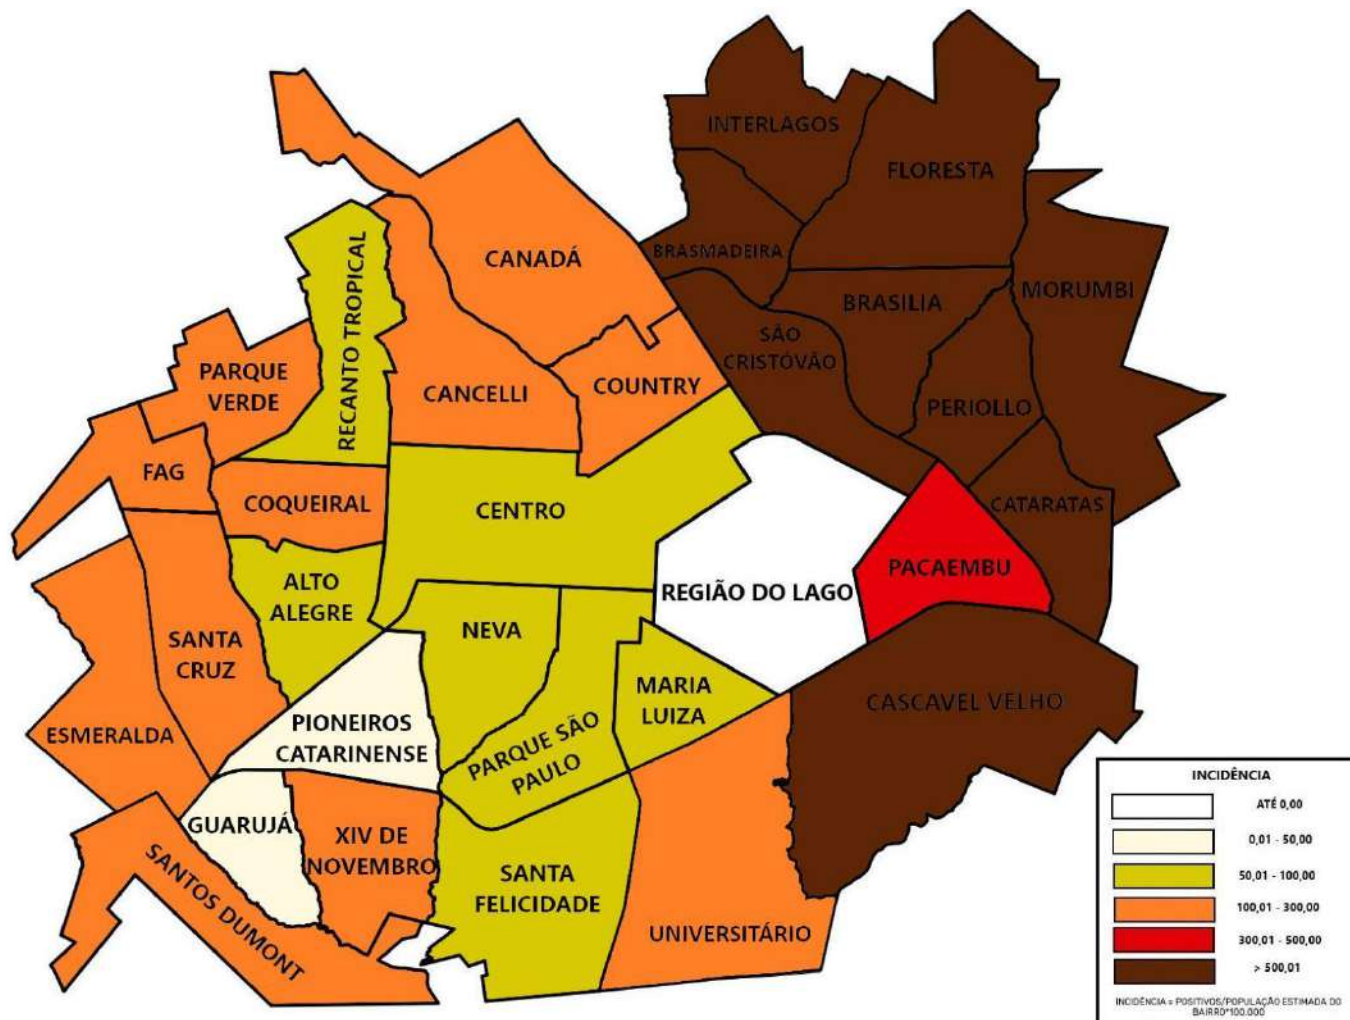 INTERLAGOS
FLORESTA
BRASMADEIRA
CANADÁ
RECANTO TROPICAL
MORUMBI
BRASILIA
SÃO
CRISTÓVÃO
PARQUE
VERDE
CANCELLI
COUNTRY
PERIOLLO
FAG
COQUEIRAL
CENTRO
CATARATAS
PACAEMBU
ALTO
ALEGRE
REGIÃO DO LAGO
NEVA
SANTA
CRUZ
MARIA
LUIZA
CASCAVEL VELHO
ESMERALDA
PIONEIROS
CATARINENSE
PARQUE SÃO
PAULO
GUARUJÁ
XIV DE
NOVEMBRO
SANTOS DUMONT
SANTA
FELICIDADE
UNIVERSITÁRIO
INCIDÊNCIA
ATÉ 0,00
0,01 - 50,00
50,01 - 100,00
100,01 - 300,00
300,01 - 500,00
> 500,01
INCIDÊNCIA = POSITIVOS/POPULAÇÃO ESTIMADA DO
BAIRRO*100.000